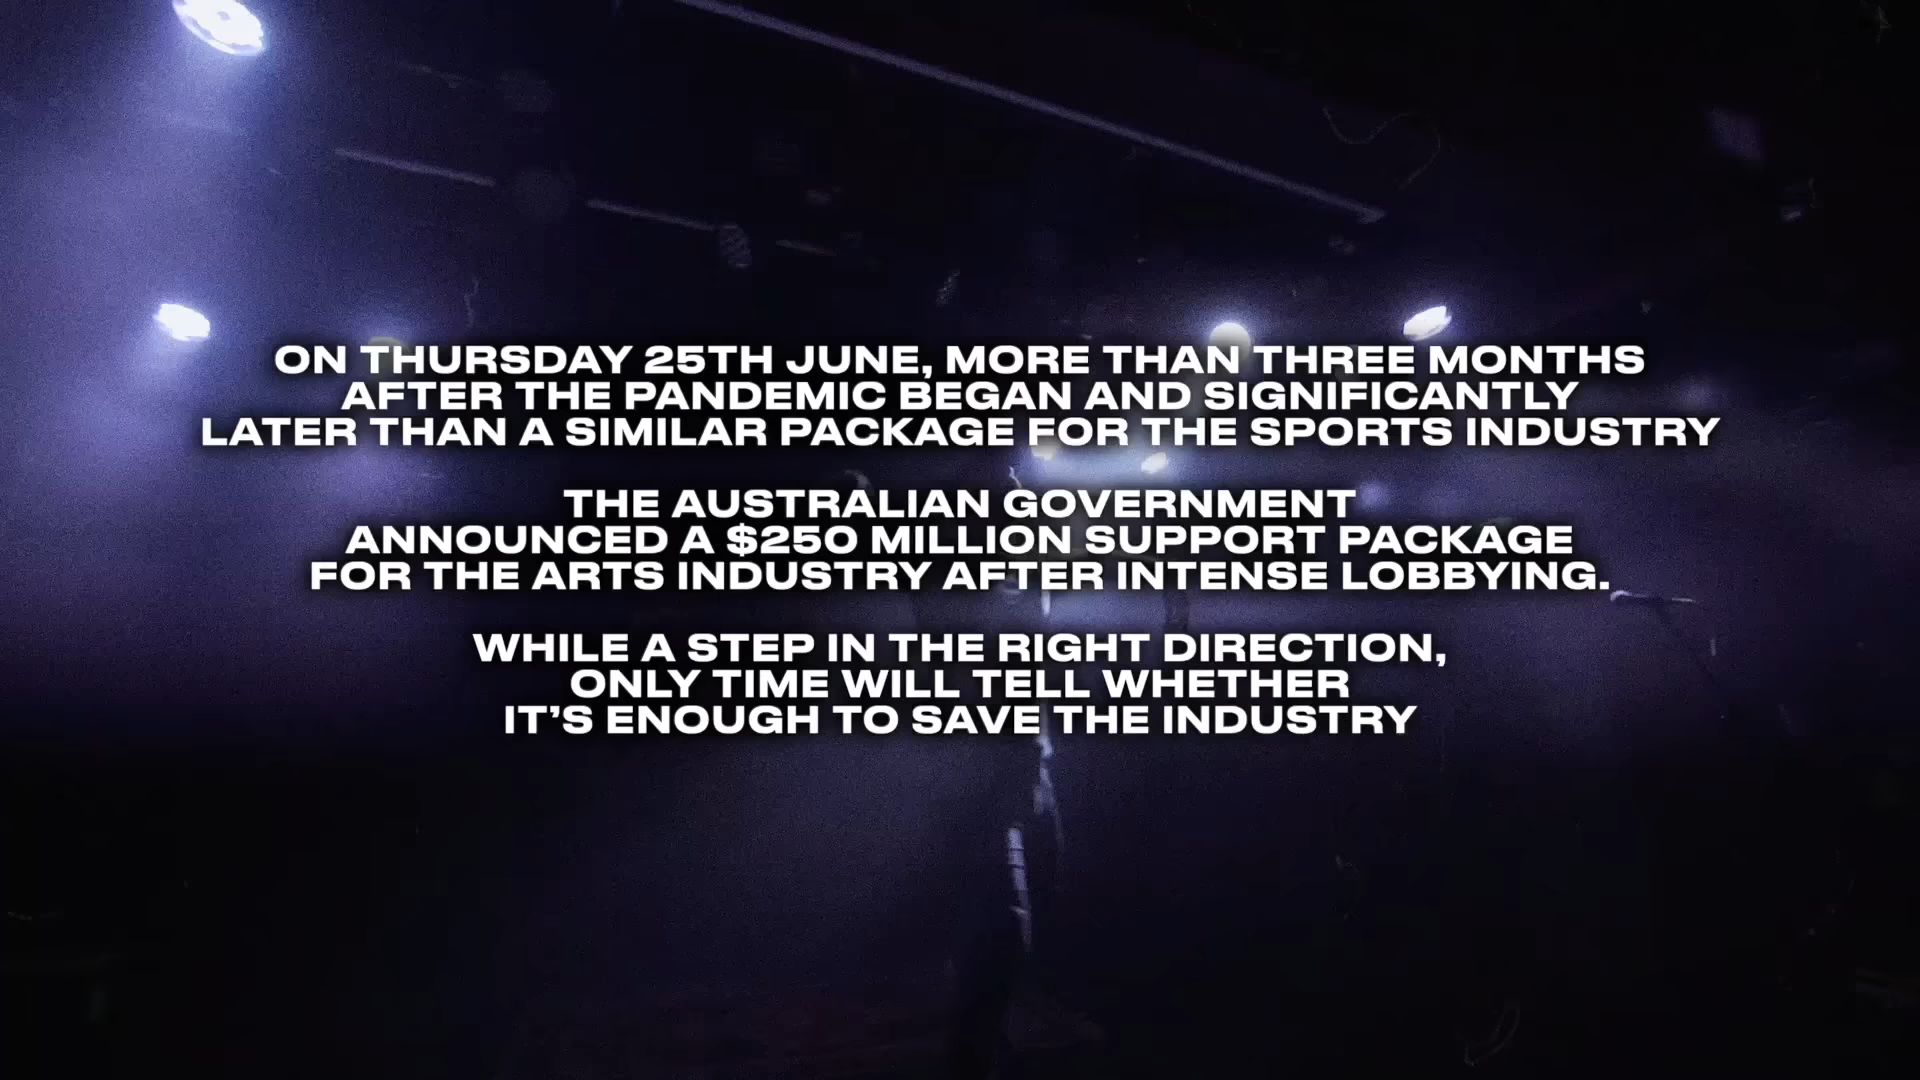 ON THURSDAY 25TH JUNE, MORE THAN THREE MONTHS
AFTER THE PANDEMIC BEGAN AND SIGNIFICANTLY
LATER THAN A SIMILAR PACKAGE FOR THE SPORTS INDUSTRY
THE AUSTRALIAN GOVERNMENT
ANNOUNCED A $250 MILLION SUPPORT PACKAGE
FOR THE ARTS INDUSTRY AFTER INTENSE LOBBYING.
WHILE A STEP IN THE RIGHT DIRECTION,
ONLY TIME WILL TELL WHETHER
IT’S ENOUGH TO SAVE THE INDUSTRY